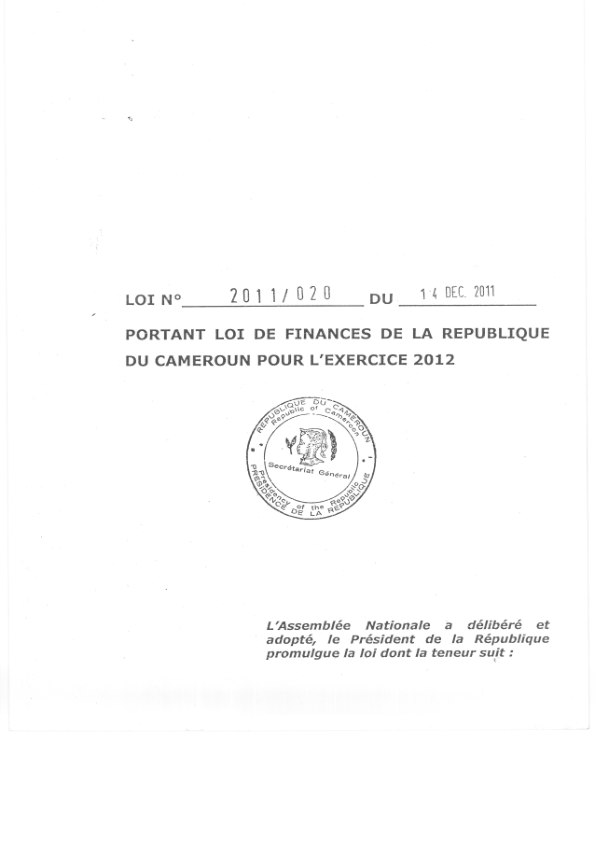 LOI N° 2011/020 DU 14 DEC. 2011
PORTANT LOI DE FINANCES DE LA REPUBLIQUE
DU CAMEROUN POUR L'EXERCICE 2012
REPUBLIQUE DU CAMEROUN
Republic of Cameroon
Secrétariat Général
Presidency of the Republic
PRESIDENCE DE LA REPUBLIQUE
L'Assemblée Nationale a délibéré et
adopté, le Président de la République
promulgue la loi dont la teneur suit :